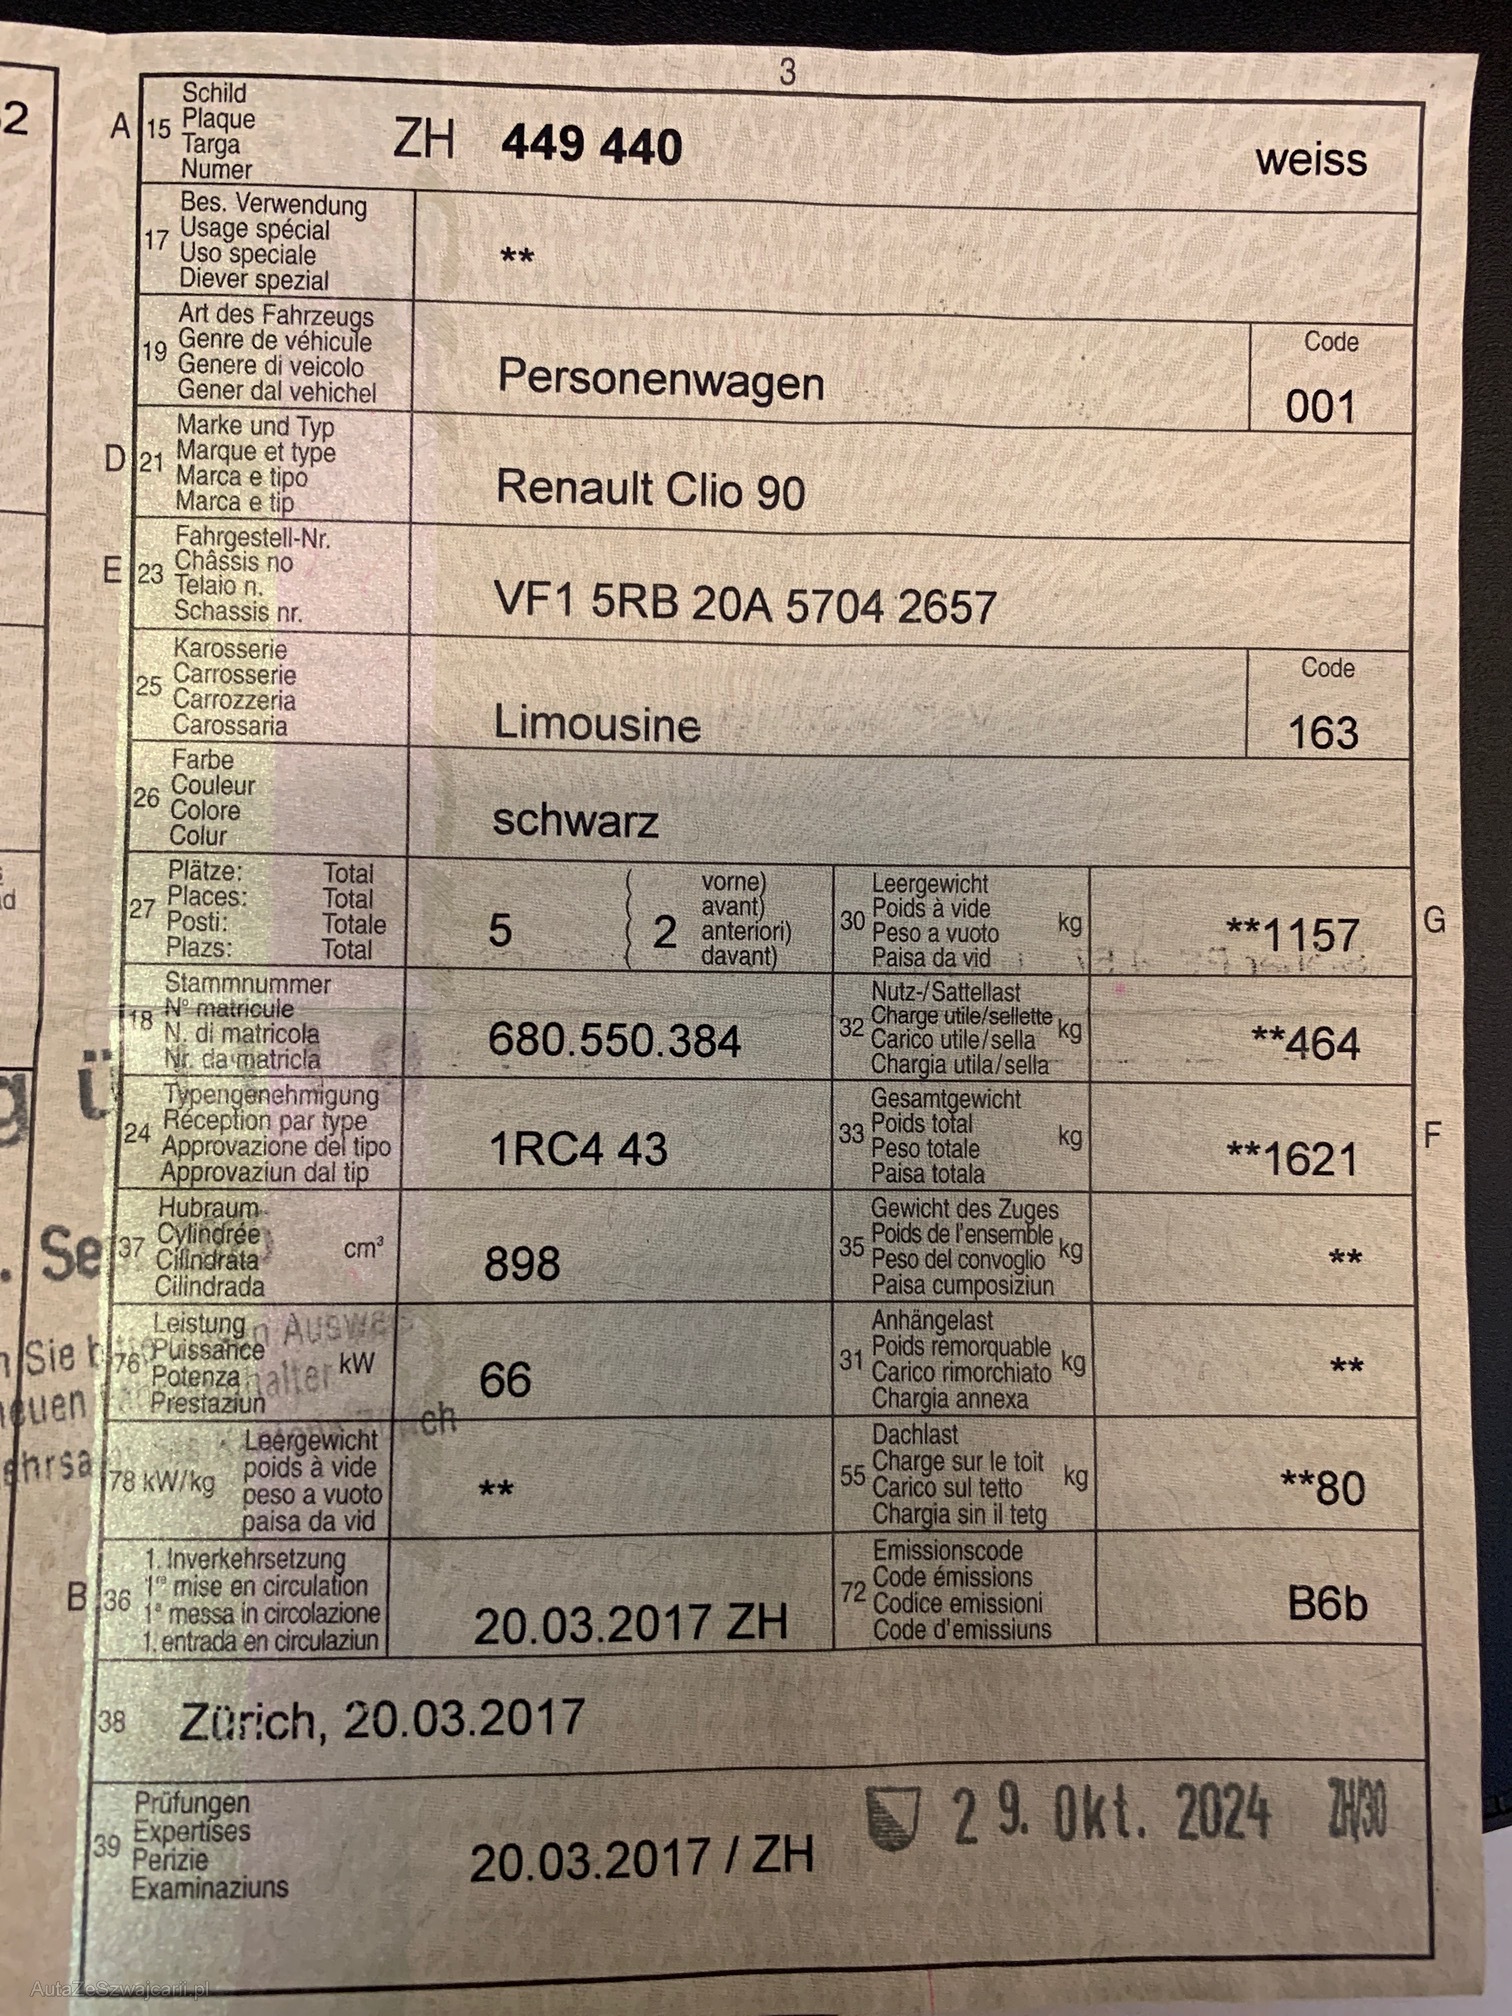 3
52
A 15 Schild
Plaque
Targa
Numer
ZH 449 440 weiss
17 Bes. Verwendung
Usage spécial
Uso speciale
Diever spezial
**
19 Art des Fahrzeugs
Genre de véhicule
Genere di veicolo
Gener dal vehichel
Personenwagen
Code
001
D 21 Marke und Typ
Marque et type
Marca e tipo
Marca e tip
Renault Clio 90
E 23 Fahrgestell-Nr.
Châssis no
Telaio n.
Schassis nr.
VF1 5RB 20A 5704 2657
25 Karosserie
Carrosserie
Carrozzeria
Carossaria
Limousine
Code
163
26 Farbe
Couleur
Colore
Colur
schwarz
27 Plätze: Total
Places: Total
Posti: Totale
Plazs: Total
5 ( 2 vorne)
avant)
anteriori)
davant)
30 Leergewicht
Poids à vide
Peso a vuoto
Paisa da vid
kg
**1157
G
18 Stammnummer
N° matricule
N. di matricola
Nr. da matricla
680.550.384
32 Nutz-/Sattellast
Charge utile/sellette
Carico utile/sella
Chargia utila/sella
kg
**464
24 Typengenehmigung
Réception par type
Approvazione del tipo
Approvaziun dal tip
1RC4 43
33 Gesamtgewicht
Poids total
Peso totale
Paisa totala
kg
**1621
F
37 Hubraum
Cylindrée
Cilindrata
Cilindrada
cm³
898
35 Gewicht des Zuges
Poids de l'ensemble
Peso del convoglio
Paisa cumposiziun
kg
**
76 Leistung
Puissance
Potenza
Prestaziun
kW
66
31 Anhängelast
Poids remorquable
Carico rimorchiato
Chargia annexa
kg
**
78 kW/kg Leergewicht
poids à vide
peso a vuoto
paisa da vid
**
55 Dachlast
Charge sur le toit
Carico sul tetto
Chargia sin il tetg
kg
**80
B 36 1. Inverkehrsetzung
1re mise en circulation
1a messa in circolazione
1. entrada en circulaziun
20.03.2017 ZH
72 Emissionscode
Code émissions
Codice emissioni
Code d'emissiuns
B6b
38 Zürich, 20.03.2017
39 Prüfungen
Expertises
Perizie
Examinaziuns
20.03.2017 / ZH
29. Okt. 2024 ZH/30
AutaZeSzwajcarii.pl